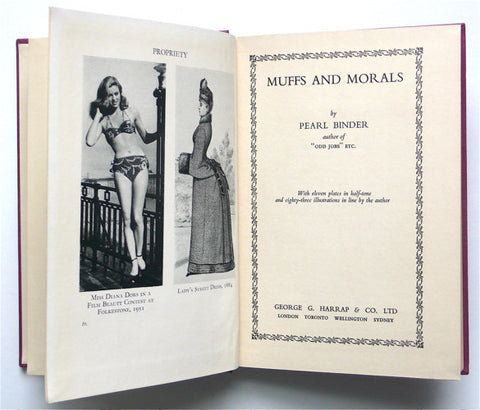 PROPRIETY
MISS DIANA DORS IN A
FILM BEAUTY CONTEST AT
FOLKESTONE, 1951
LADY'S STREET DRESS, 1884
MUFFS AND MORALS
by
PEARL BINDER
author of
"ODD JOBS" ETC.
With eleven plates in half-tone
and eighty-three illustrations in line by the author
GEORGE G. HARRAP & CO. LTD
LONDON TORONTO WELLINGTON SYDNEY